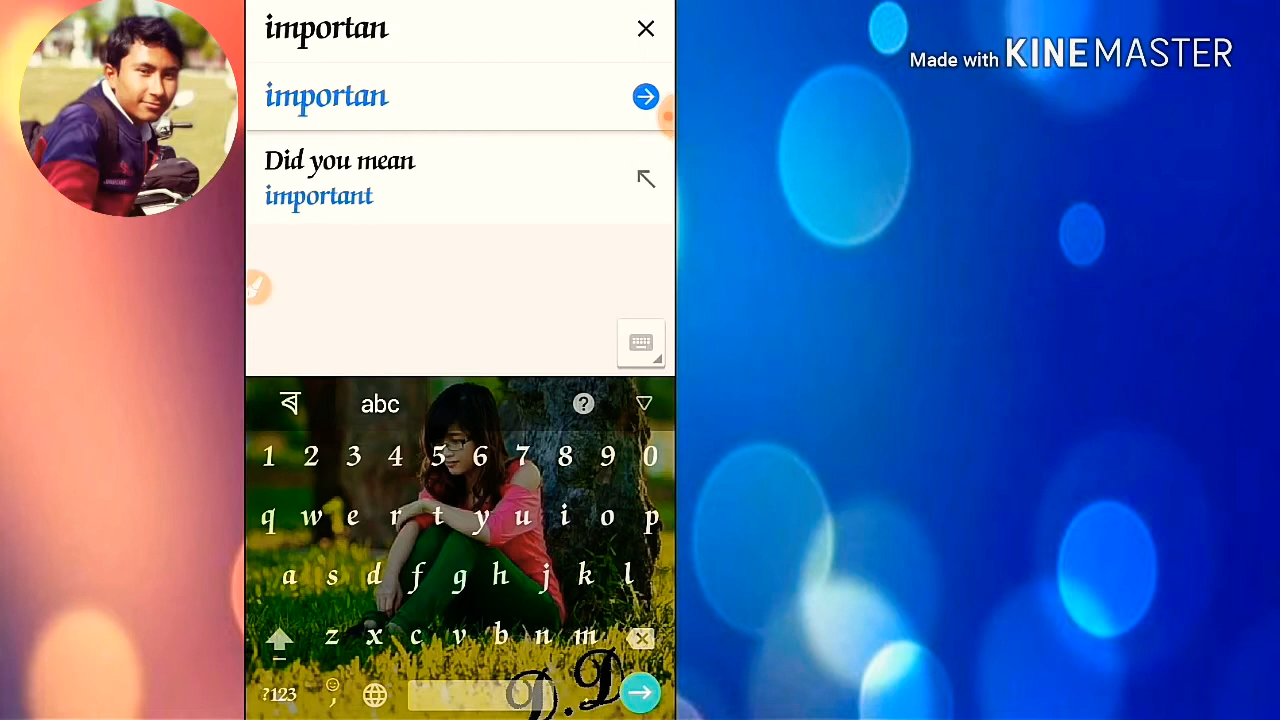 importan
Made with KINEMASTER
importan
Did you mean
important
ৰ abc ?
1 2 3 4 5 6 7 8 9 0
q w e r t y u i o p
a s d f g h j k l
z x c v b n m
?123 ,
D.D